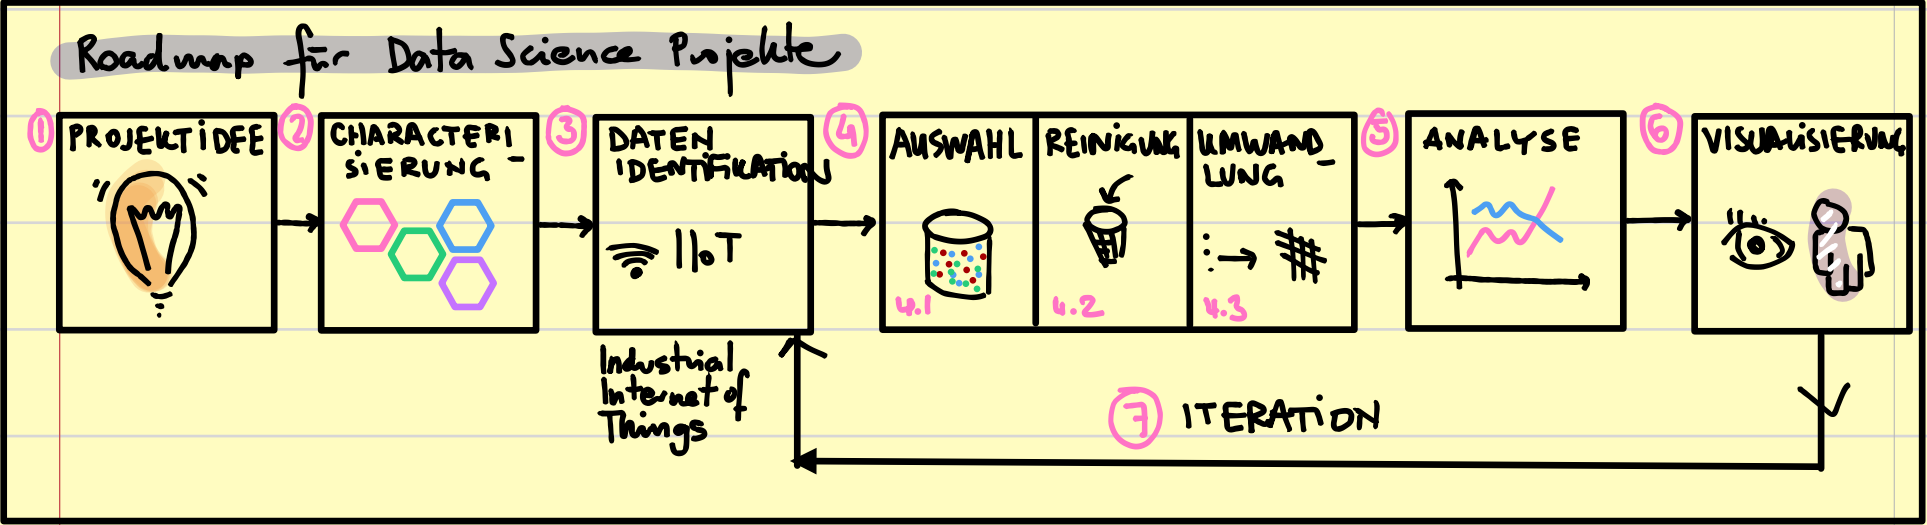 Roadmap für Data Science Projekte
① PROJEKTIDEE
② CHARACTERI
SIERUNG -
③ DATEN
IDENTIFIKATION
IIoT
Industrial
Internet of
Things
④ AUSWAHL
4.1
REINIGUNG
4.2
UMWAND_
LUNG
4.3
⑤ ANALYSE
⑥ VISUALISIERUNG
⑦ ITERATION